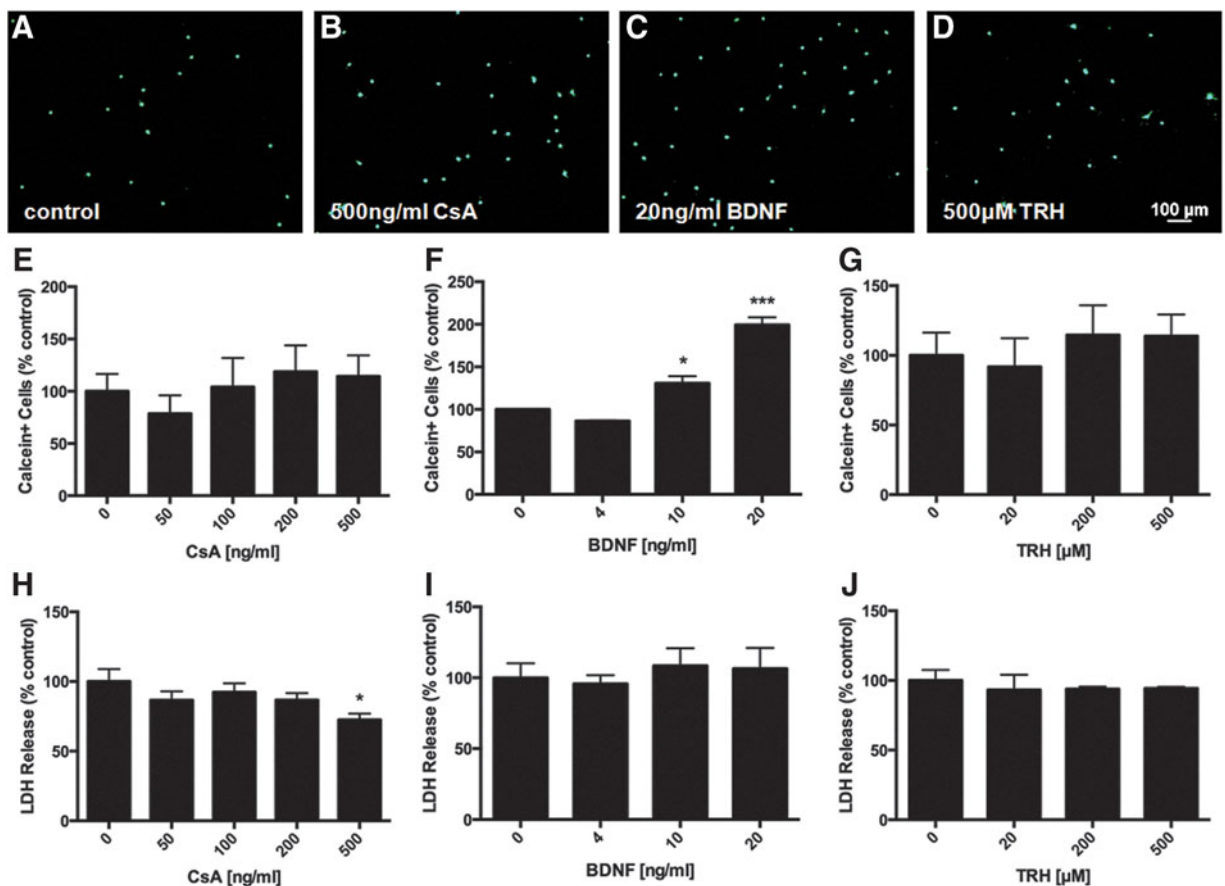 A
B
C
D
control
500ng/ml CsA
20ng/ml BDNF
500µM TRH
100 µm
E
Calcein+ Cells (% control)
200
150
100
50
0
0
50
100
200
500
CsA [ng/ml]
F
Calcein+ Cells (% control)
250
200
150
100
50
0
*
***
0
4
10
20
BDNF [ng/ml]
G
Calcein+ Cells (% control)
150
100
50
0
0
20
200
500
TRH [µM]
H
LDH Release (% control)
150
100
50
0
*
0
50
100
200
500
CsA [ng/ml]
I
LDH Release (% control)
150
100
50
0
0
4
10
20
BDNF [ng/ml]
J
LDH Release (% control)
150
100
50
0
0
20
200
500
TRH [µM]